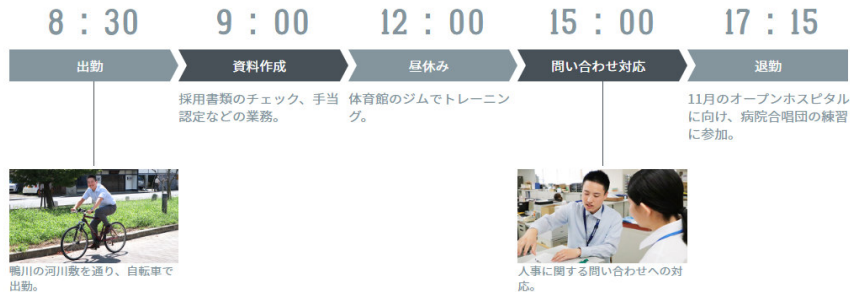 8：30
9：00
12：00
15：00
17：15
出勤
資料作成
昼休み
問い合わせ対応
退勤
採用書類のチェック、手当
認定などの業務。
体育館のジムでトレーニン
グ。
11月のオープンホスピタル
に向け、病院合唱団の練習
に参加。
鴨川の河川敷を通り、自転車で
出勤。
人事に関する問い合わせへの対
応。